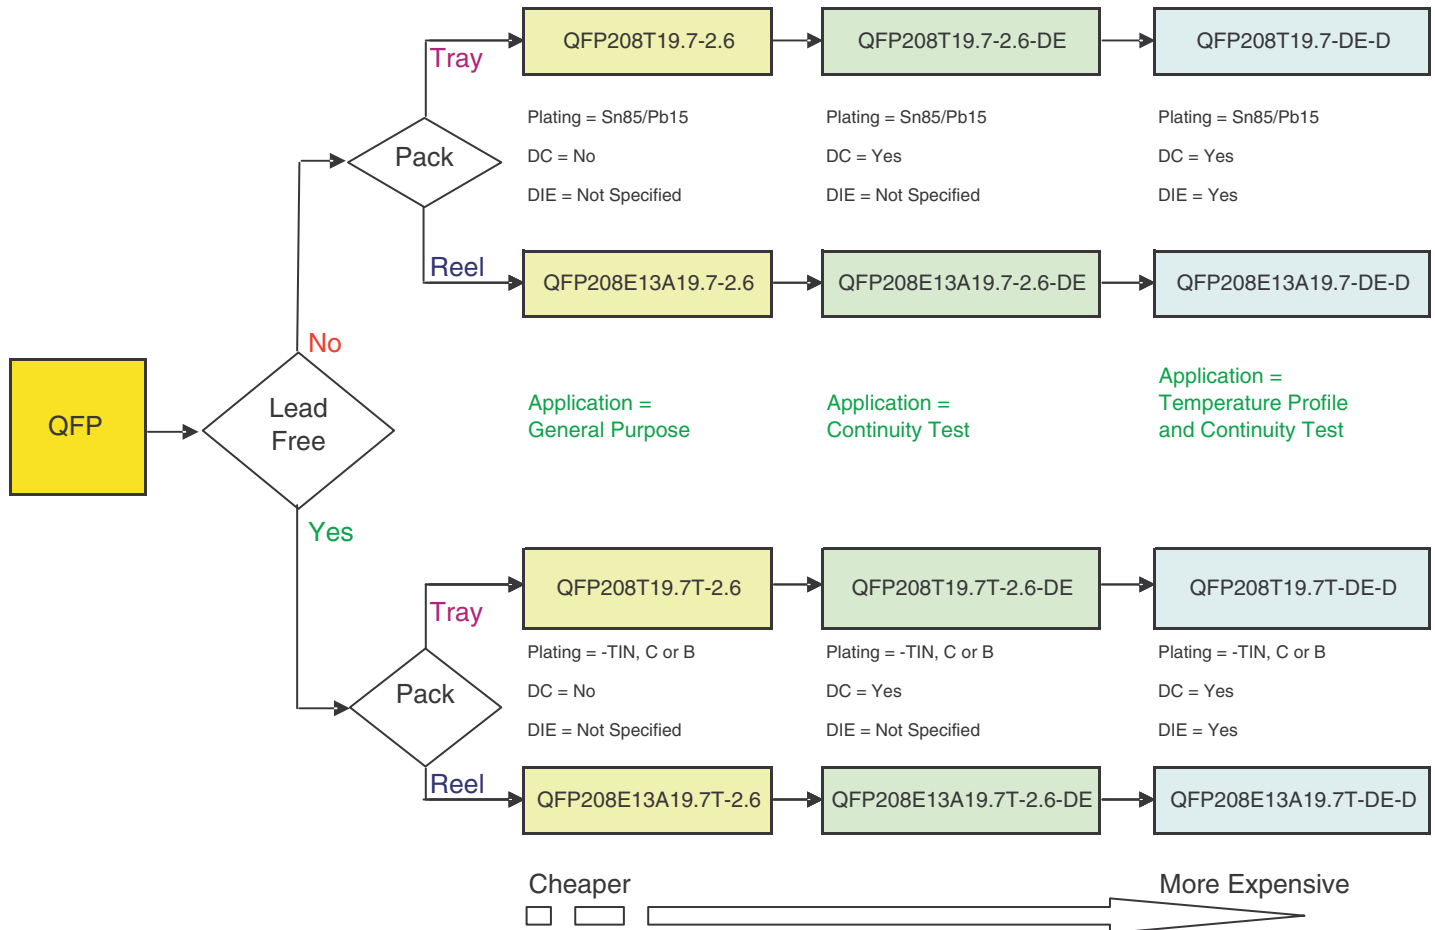 QFP208T19.7-2.6
QFP208T19.7-2.6-DE
QFP208T19.7-DE-D
Tray
Plating = Sn85/Pb15
Plating = Sn85/Pb15
Plating = Sn85/Pb15
Pack
DC = No
DC = Yes
DC = Yes
DIE = Not Specified
DIE = Not Specified
DIE = Yes
Reel
QFP208E13A19.7-2.6
QFP208E13A19.7-2.6-DE
QFP208E13A19.7-DE-D
No
QFP
Lead
Free
Application =
General Purpose
Application =
Continuity Test
Application =
Temperature Profile
and Continuity Test
Yes
QFP208T19.7T-2.6
QFP208T19.7T-2.6-DE
QFP208T19.7T-DE-D
Tray
Plating = -TIN, C or B
Plating = -TIN, C or B
Plating = -TIN, C or B
Pack
DC = No
DC = Yes
DC = Yes
DIE = Not Specified
DIE = Not Specified
DIE = Yes
Reel
QFP208E13A19.7T-2.6
QFP208E13A19.7T-2.6-DE
QFP208E13A19.7T-DE-D
Cheaper
More Expensive